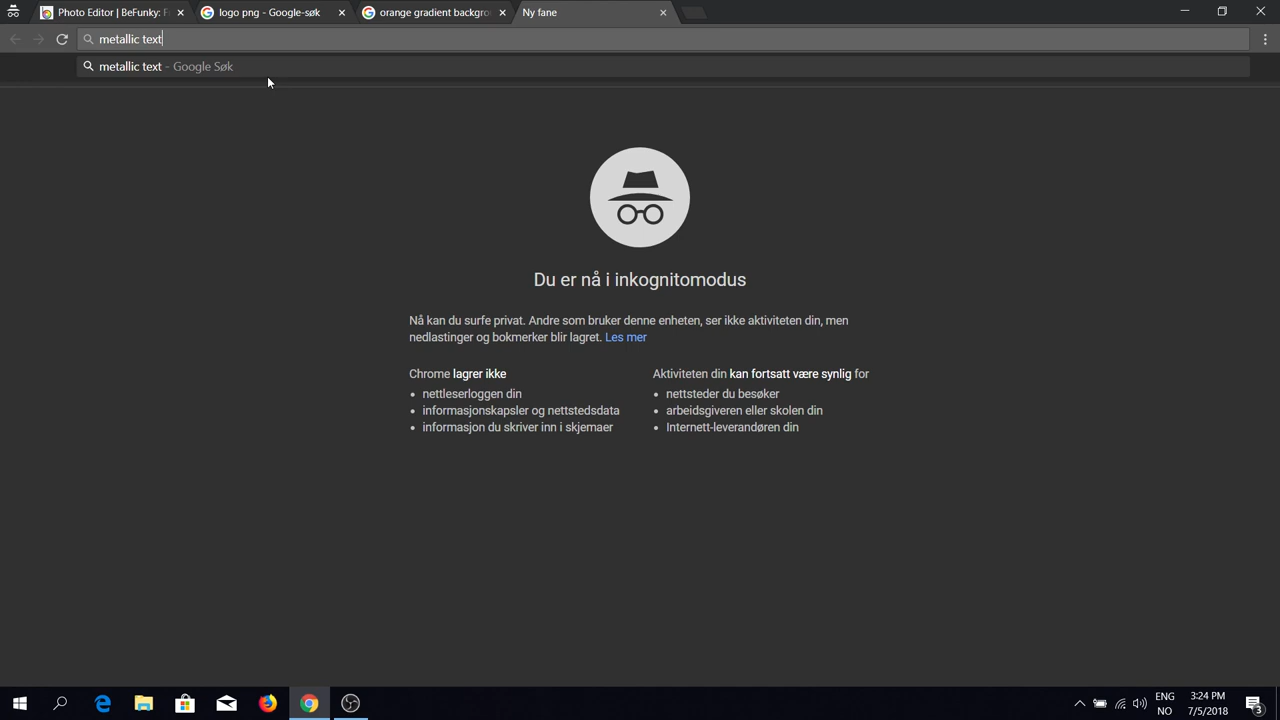 Photo Editor | BeFunky: Fl
logo png - Google-søk
orange gradient backgrou
Ny fane
metallic text
metallic text - Google Søk
Du er nå i inkognitomodus
Nå kan du surfe privat. Andre som bruker denne enheten, ser ikke aktiviteten din, men
nedlastinger og bokmerker blir lagret. Les mer
Chrome lagrer ikke
• nettleserloggen din
• informasjonskapsler og nettstedsdata
• informasjon du skriver inn i skjemaer
Aktiviteten din kan fortsatt være synlig for
• nettsteder du besøker
• arbeidsgiveren eller skolen din
• Internett-leverandøren din
ENG
NO
3:24 PM
7/5/2018
3